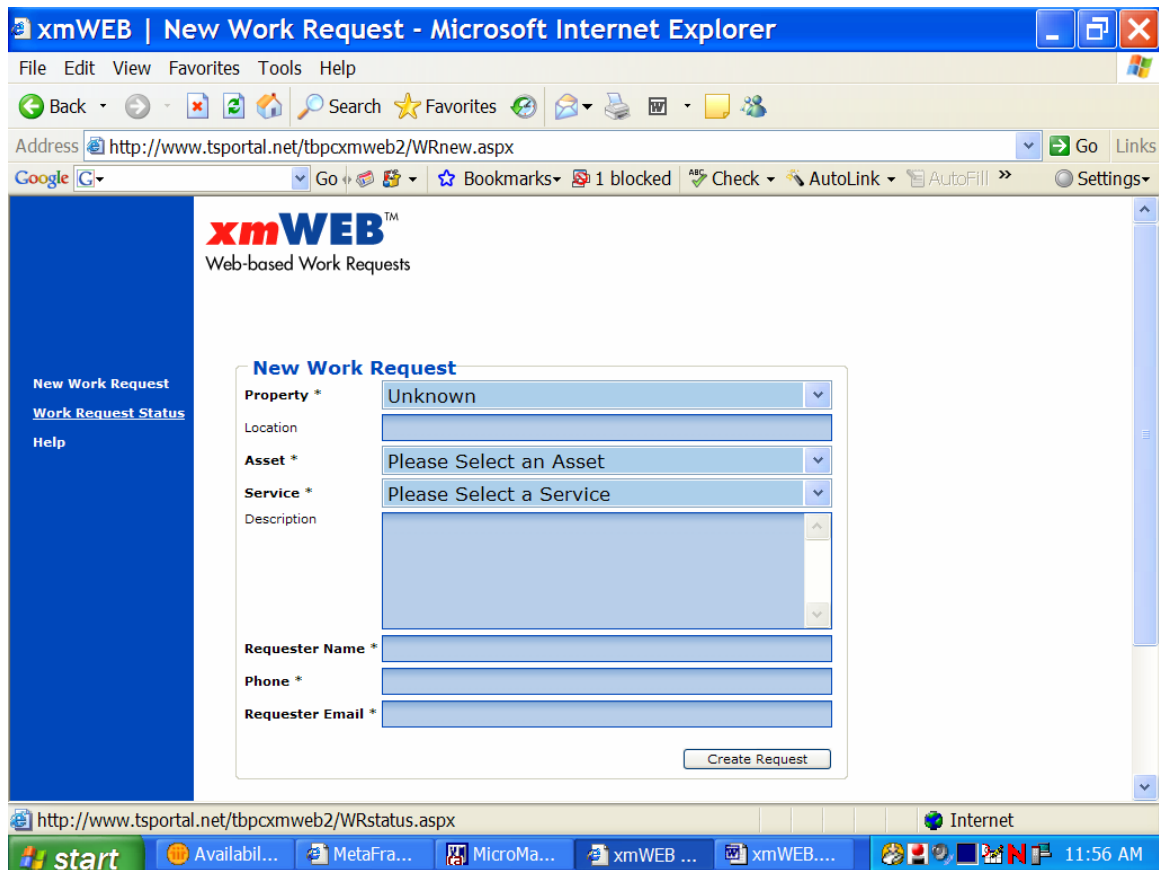 xmWEB | New Work Request - Microsoft Internet Explorer
File Edit View Favorites Tools Help
Back Search Favorites
Address http://www.tsportal.net/tbpcxmweb2/WRnew.aspx Go Links
Google G Go Bookmarks 1 blocked ABC Check AutoLink AutoFill » Settings
xmWEB™
Web-based Work Requests
New Work Request
Work Request Status
Help
New Work Request
Property * Unknown
Location
Asset * Please Select an Asset
Service * Please Select a Service
Description
Requester Name *
Phone *
Requester Email *
Create Request
http://www.tsportal.net/tbpcxmweb2/WRstatus.aspx Internet
start Availabil... MetaFra... MicroMa... xmWEB ... xmWEB.... N 11:56 AM